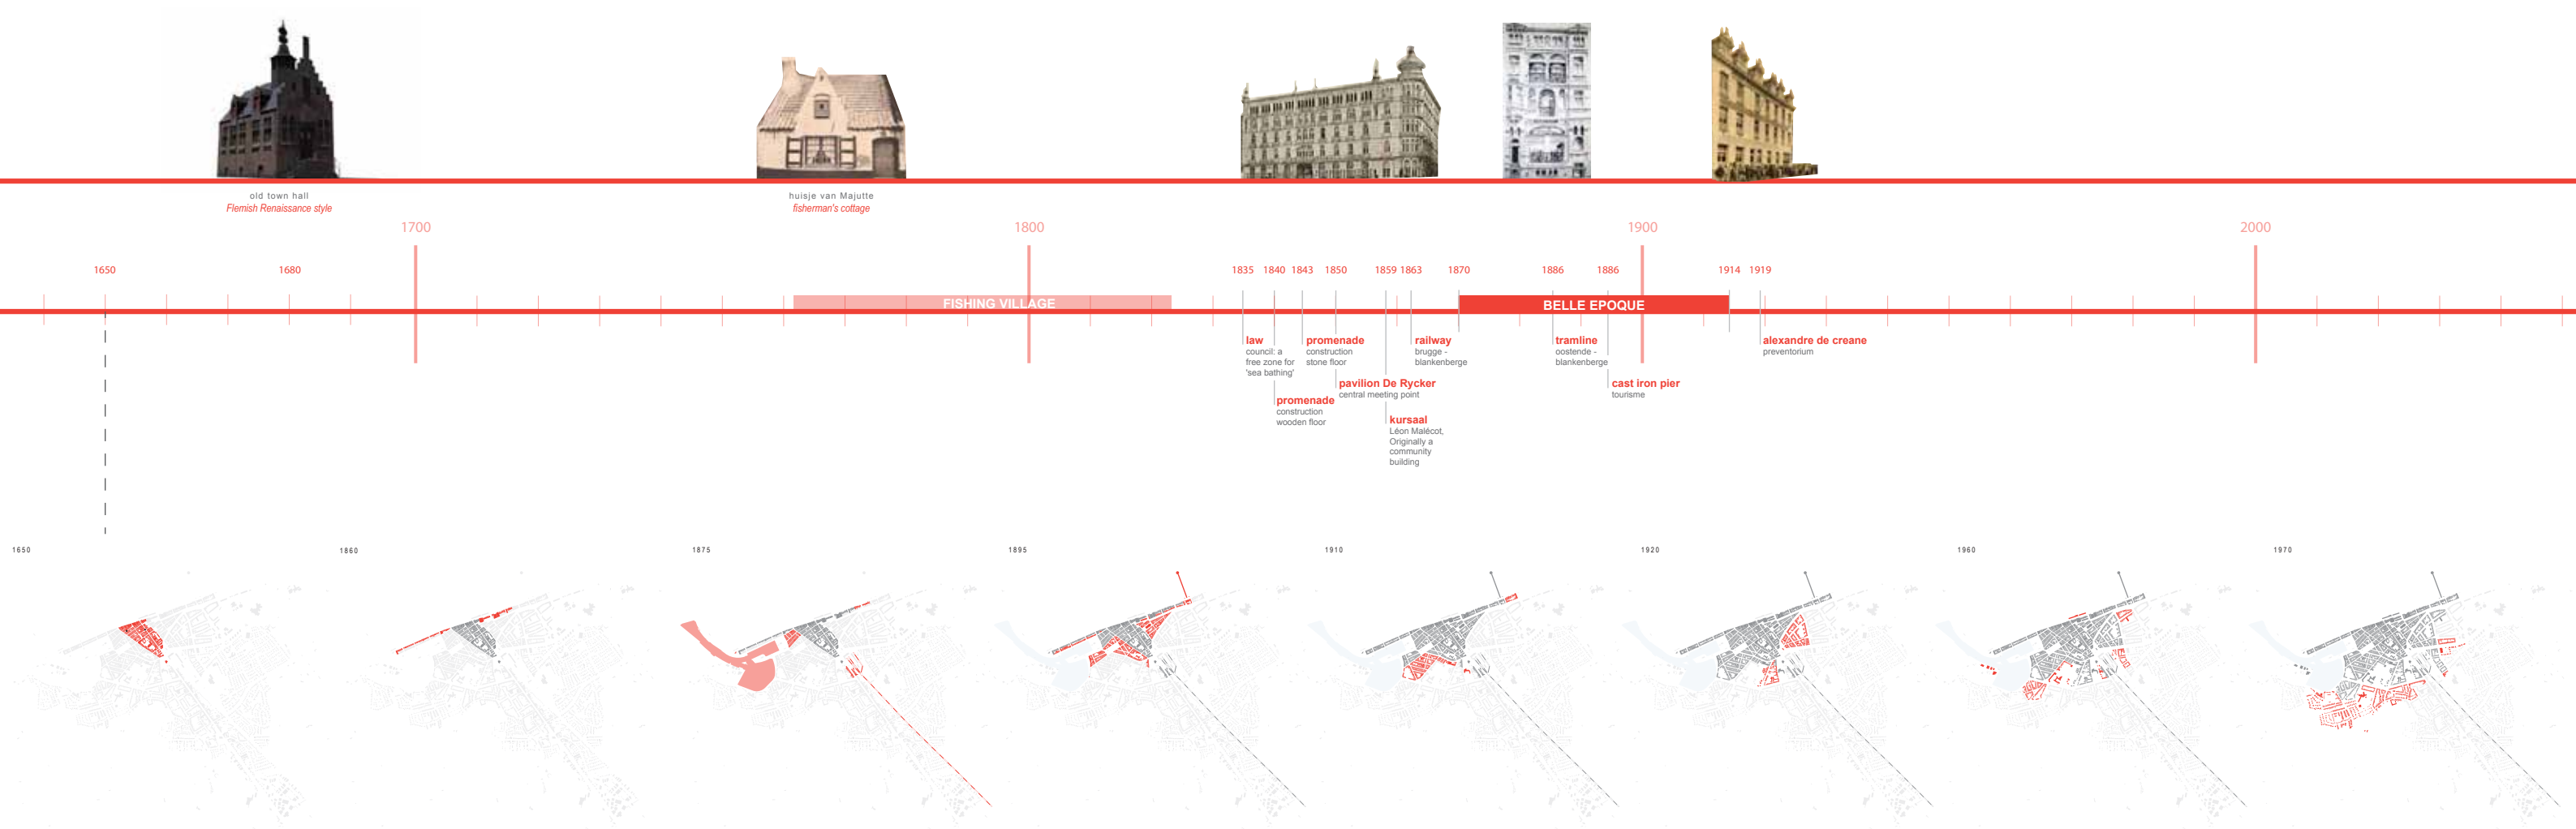 old town hall
Flemish Renaissance style
huisje van Majutte
fisherman's cottage
1700
1800
1900
2000
1650
1680
1835
1840
1843
1850
1859
1863
1870
1886
1886
1914
1919
FISHING VILLAGE
BELLE EPOQUE
law
council: a
free zone for
'sea bathing'
promenade
construction
wooden floor
promenade
construction
stone floor
pavilion De Rycker
central meeting point
kursaal
Léon Malécot,
Originally a
community
building
railway
brugge -
blankenberge
tramline
oostende -
blankenberge
cast iron pier
tourisme
alexandre de creane
preventorium
1650
1860
1875
1895
1910
1920
1960
1970